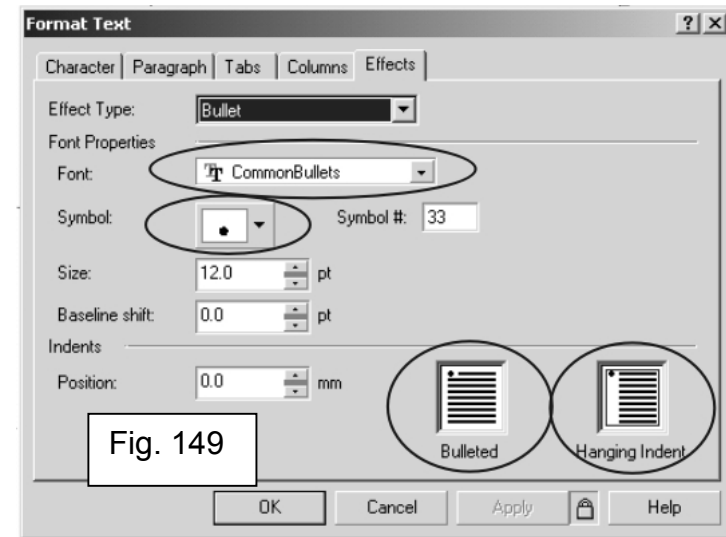 Format Text
Character Paragraph Tabs Columns Effects
Effect Type: Bullet
Font Properties
Font: CommonBullets
Symbol: Symbol #: 33
Size: 12.0 pt
Baseline shift: 0.0 pt
Indents
Position: 0.0 mm
Fig. 149
Bulleted Hanging Indent
OK Cancel Apply Help